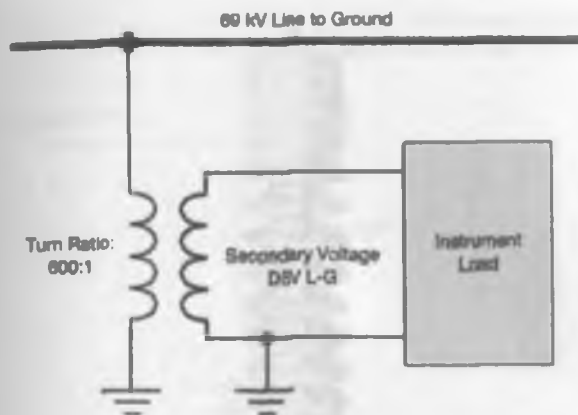 69 kV Line to Ground
Turn Ratio:
600:1
Secondary Voltage
L-G
Instrument
Load